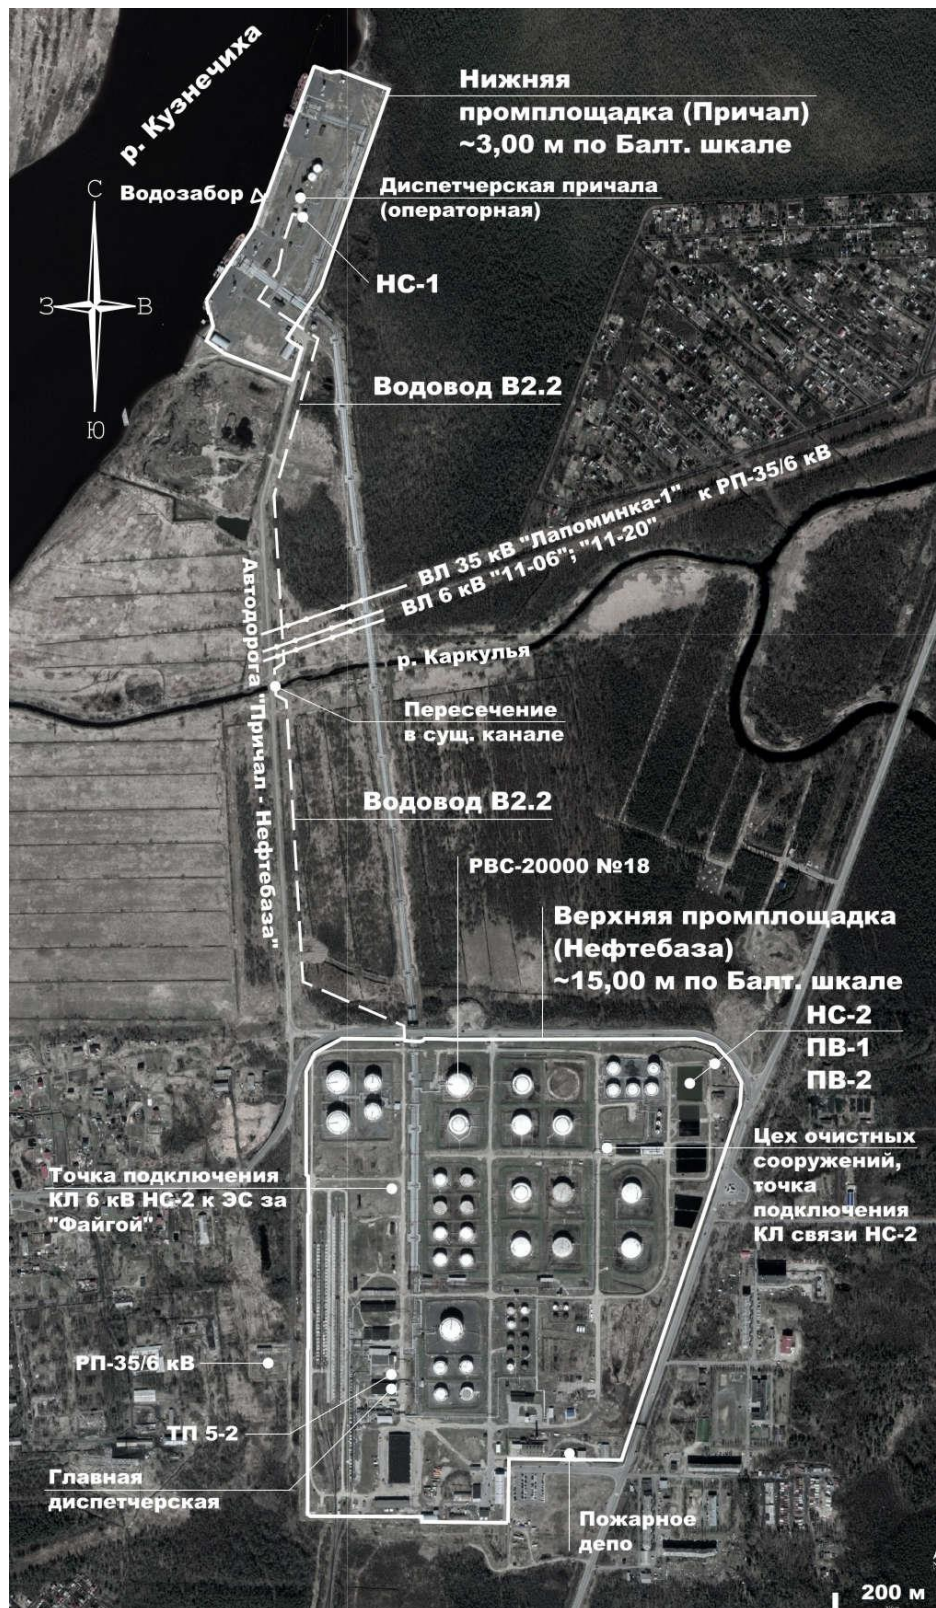 р. Кузнечиха
Нижняя
промплощадка (Причал)
~3,00 м по Балт. шкале
Водозабор
С
З
В
Ю
Диспетчерская причала
(операторная)
НС-1
Водовод В2.2
ВЛ 35 кВ "Лапоминка-1" к РП-35/6 кВ
ВЛ 6 кВ "11-06"; "11-20"
Автодорога "Причал - Нефтебаза"
р. Каркулья
Пересечение
в сущ. канале
Водовод В2.2
РВС-20000 №18
Верхняя промплощадка
(Нефтебаза)
~15,00 м по Балт. шкале
НС-2
ПВ-1
ПВ-2
Цех очистных
сооружений,
точка
подключения
КЛ связи НС-2
Точка подключения
КЛ 6 кВ НС-2 к ЭС за
"Файгой"
РП-35/6 кВ
ТП 5-2
Главная
диспетчерская
Пожарное
депо
200 м